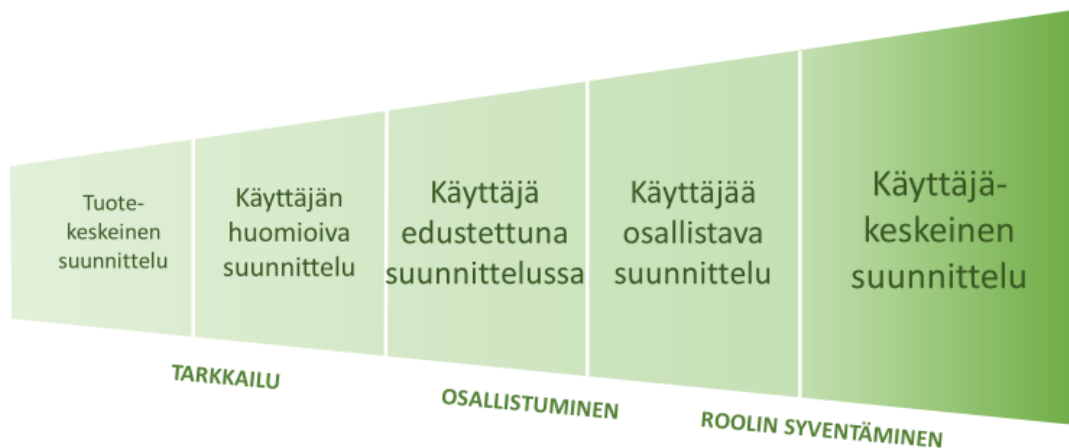 Tuote-
keskeinen
suunnittelu
Käyttäjän
huomioiva
suunnittelu
Käyttäjä
edustettuna
suunnittelussa
Käyttäjää
osallistava
suunnittelu
Käyttäjä-
keskeinen
suunnittelu
TARKKAILU
OSALLISTUMINEN
ROOLIN SYVENTÄMINEN